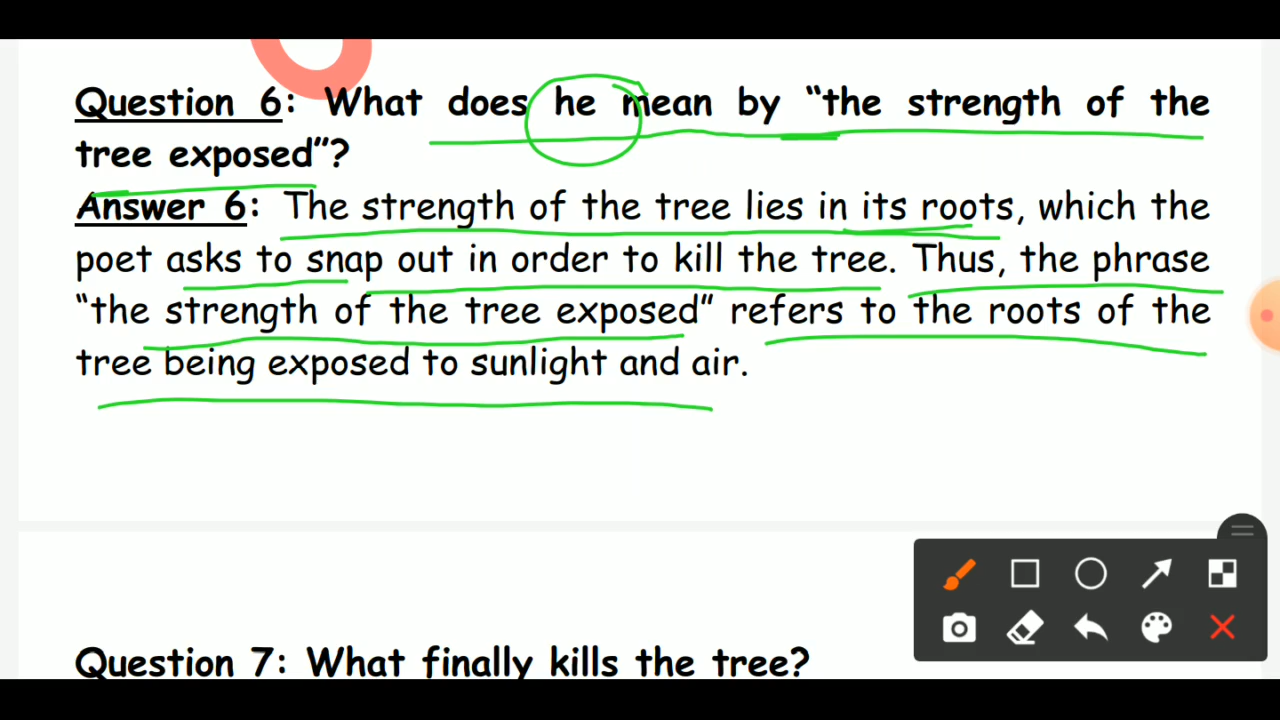 Question 6: What does he mean by “the strength of the
tree exposed”?
Answer 6: The strength of the tree lies in its roots, which the
poet asks to snap out in order to kill the tree. Thus, the phrase
“the strength of the tree exposed” refers to the roots of the
tree being exposed to sunlight and air.
Question 7: What finally kills the tree?